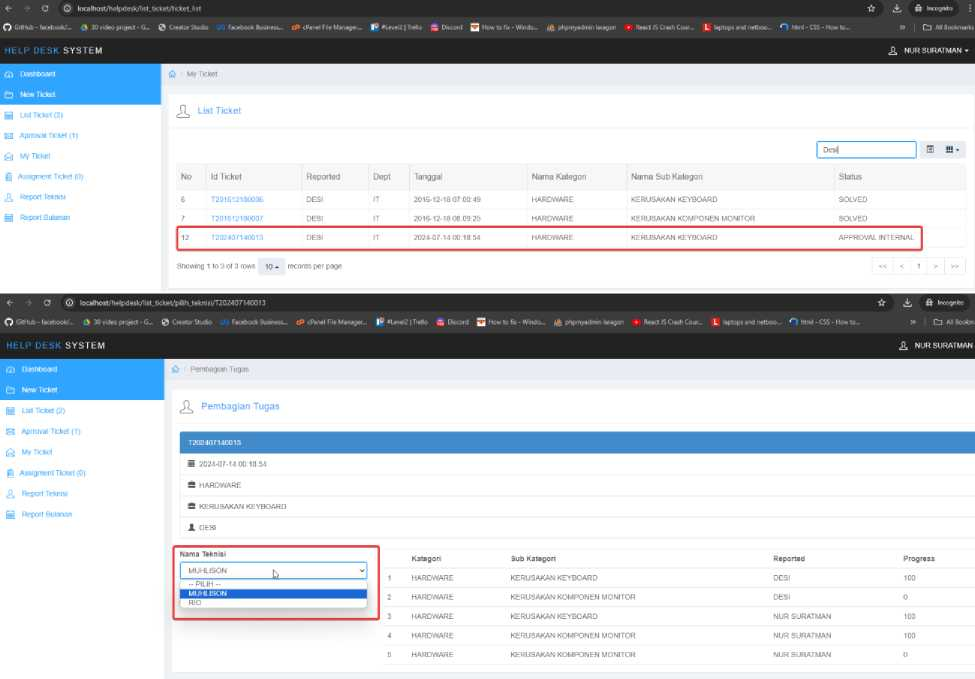 localhost/helpdesk/list_ticket/ticket_list
Incognito
GitHub - facebook/... 3D video project - G... Creator Studio Facebook Business... cPanel File Manage... #Level2 | Trello Discord How to fix - Windo... phpmyadmin laragon React JS Crash Cour... laptops and netboo... html - CSS - How to... All Bookmarks
HELP DESK SYSTEM
NUR SURATMAN
Dashboard
/ My Ticket
New Ticket
List Ticket
List Ticket (2)
Aproval Ticket (1)
Desi
My Ticket
Assigment Ticket (0)
No Id Ticket Reported Dept Tanggal Nama Kategori Nama Sub Kategori Status
Report Teknisi
6 T201612180006 DESI IT 2016-12-18 07:00:49 HARDWARE KERUSAKAN KEYBOARD SOLVED
Report Bulanan
7 T201612180007 DESI IT 2016-12-18 08:09:25 HARDWARE KERUSAKAN KOMPONEN MONITOR SOLVED
12 T202407140013 DESI IT 2024-07-14 00:18:54 HARDWARE KERUSAKAN KEYBOARD APPROVAL INTERNAL
Showing 1 to 3 of 3 rows 10 records per page
<< < 1 > >>
localhost/helpdesk/list_ticket/pilih_teknisi/T202407140013
Incognito
GitHub - facebook/... 3D video project - G... Creator Studio Facebook Business... cPanel File Manage... #Level2 | Trello Discord How to fix - Windo... phpmyadmin laragon React JS Crash Cour... laptops and netboo... html - CSS - How to... All Bookm
HELP DESK SYSTEM
NUR SURATMAN
Dashboard
/ Pembagian Tugas
New Ticket
Pembagian Tugas
List Ticket (2)
Aproval Ticket (1)
T202407140013
My Ticket
2024-07-14 00:18:54
Assigment Ticket (0)
HARDWARE
Report Teknisi
KERUSAKAN KEYBOARD
Report Bulanan
DESI
Nama Teknisi
MUHLISON
-- PILIH --
MUHLISON
RIO
Kategori Sub Kategori Reported Progress
1 HARDWARE KERUSAKAN KEYBOARD DESI 100
2 HARDWARE KERUSAKAN KOMPONEN MONITOR DESI 0
3 HARDWARE KERUSAKAN KEYBOARD NUR SURATMAN 100
4 HARDWARE KERUSAKAN KOMPONEN MONITOR NUR SURATMAN 100
5 HARDWARE KERUSAKAN KOMPONEN MONITOR NUR SURATMAN 0